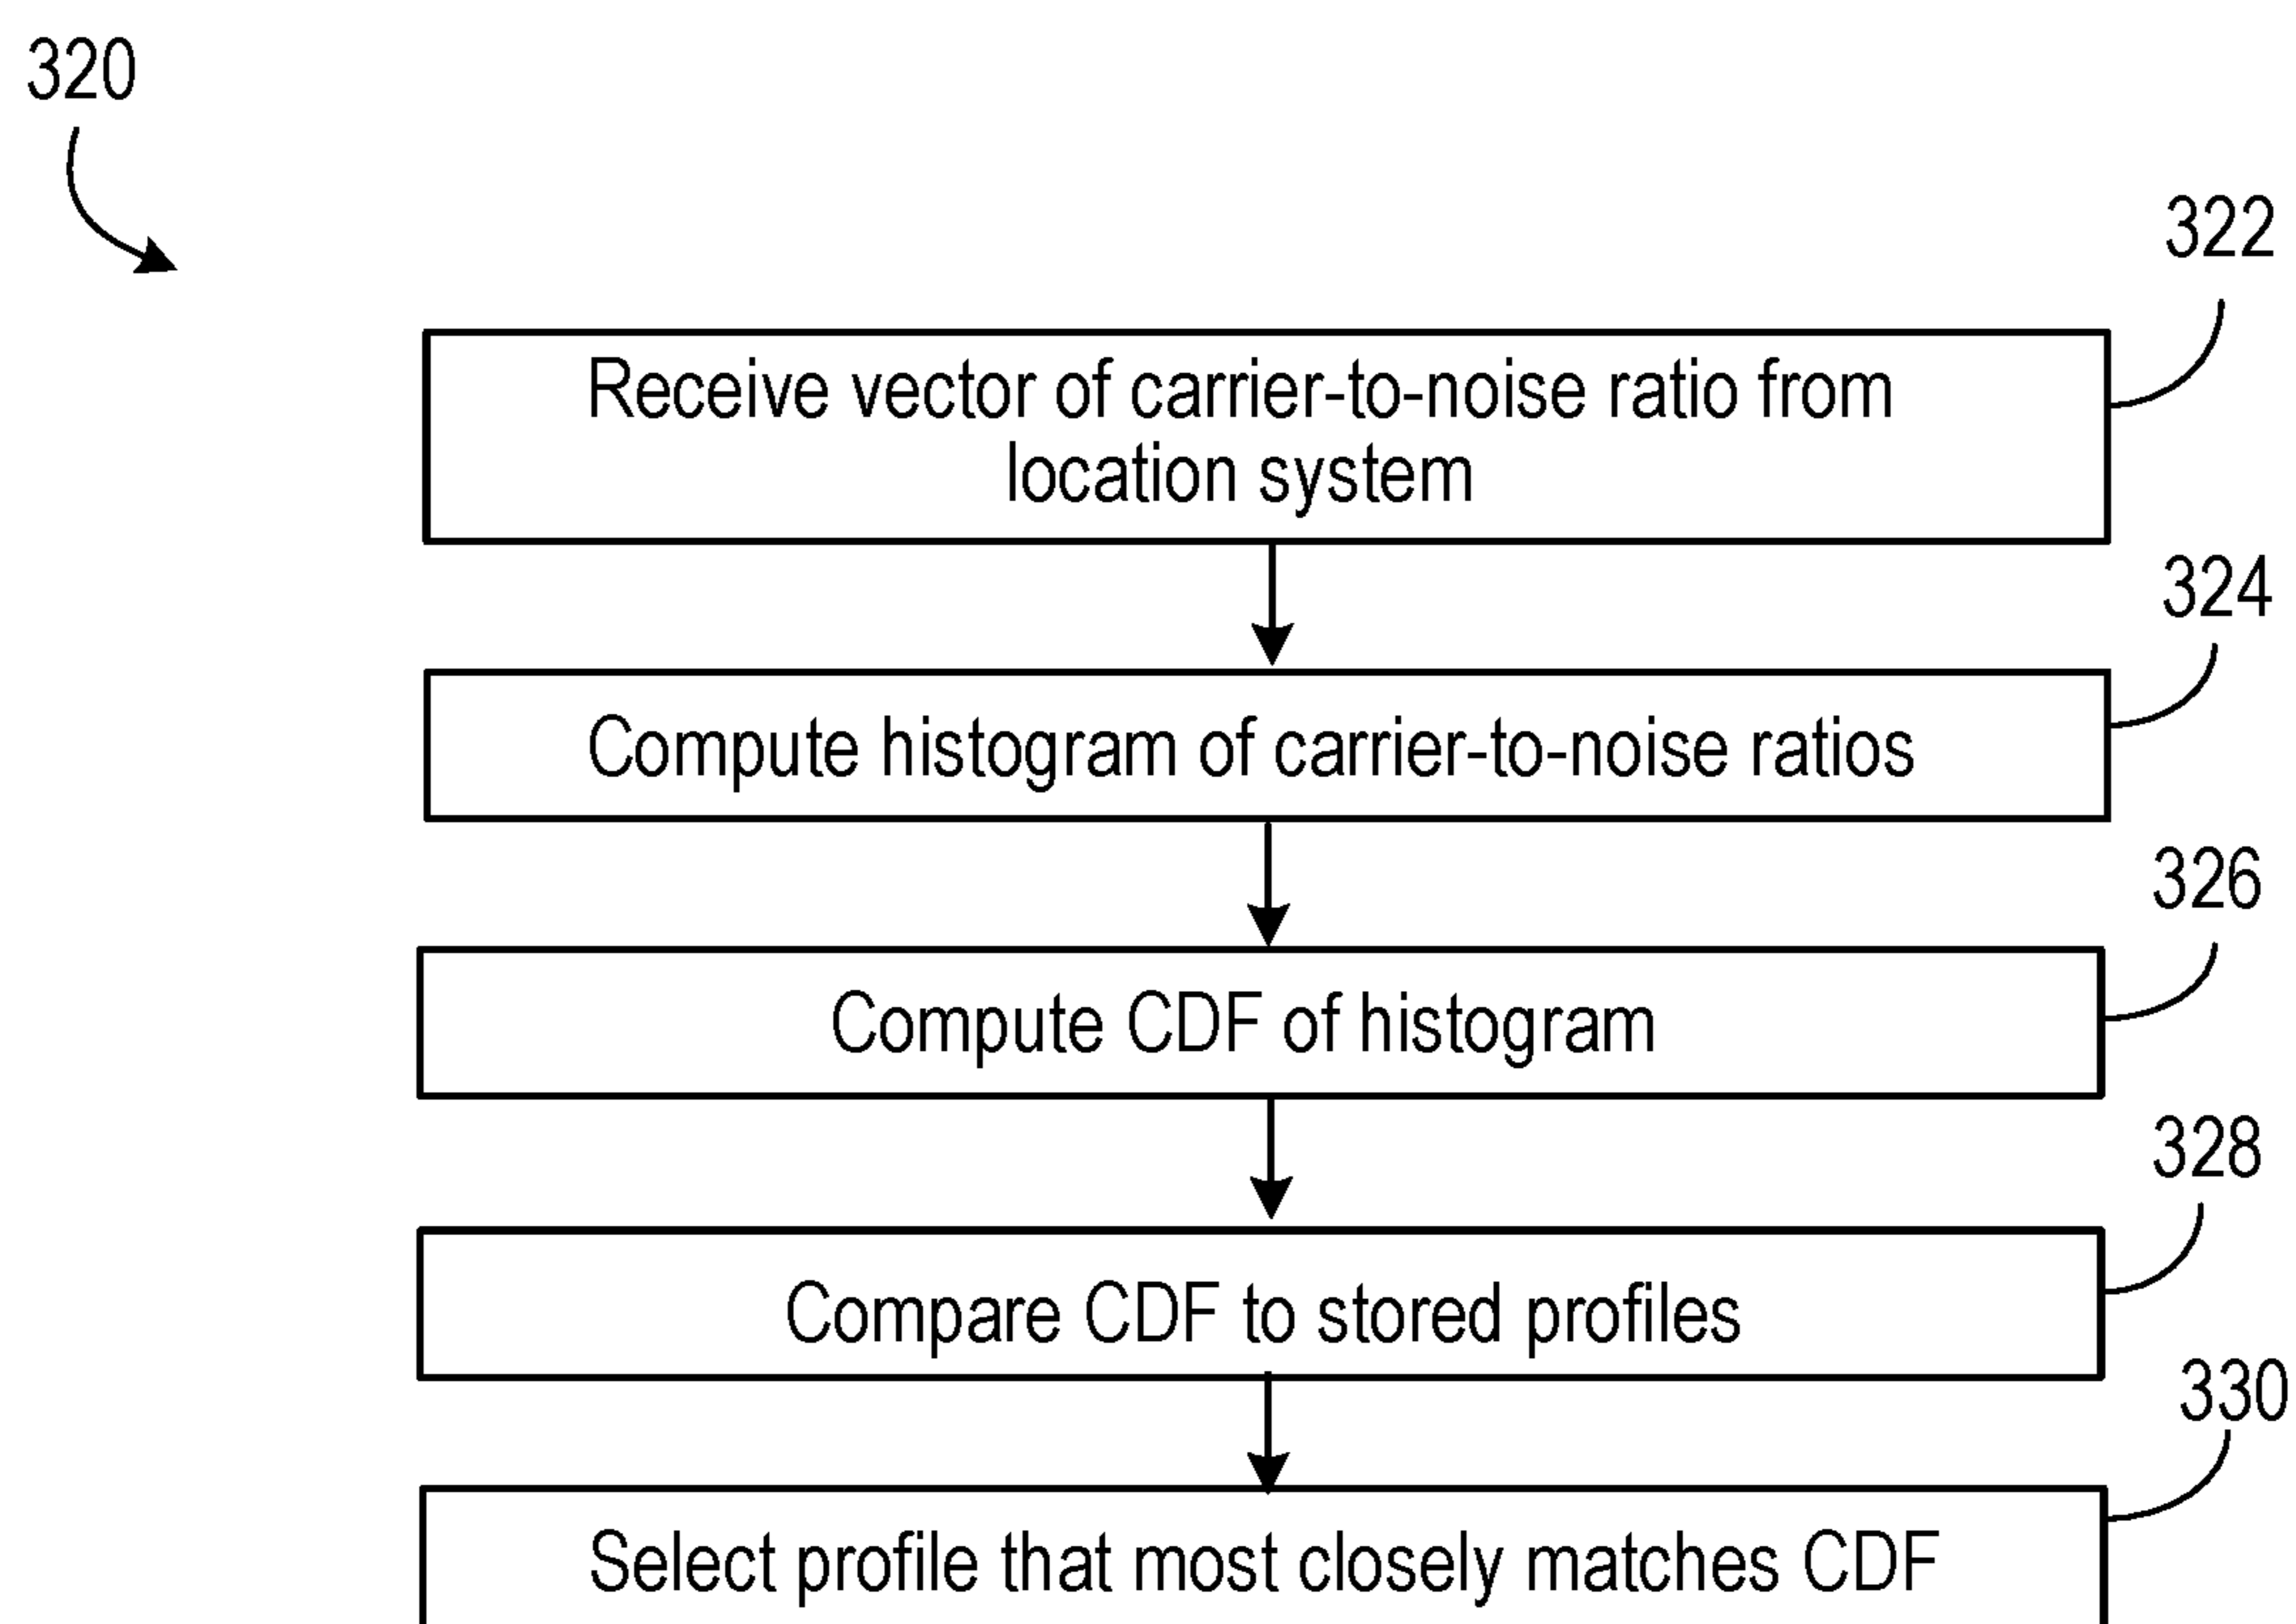 320
322
Receive vector of carrier-to-noise ratio from
location system
324
Compute histogram of carrier-to-noise ratios
326
Compute CDF of histogram
328
Compare CDF to stored profiles
330
Select profile that most closely matches CDF